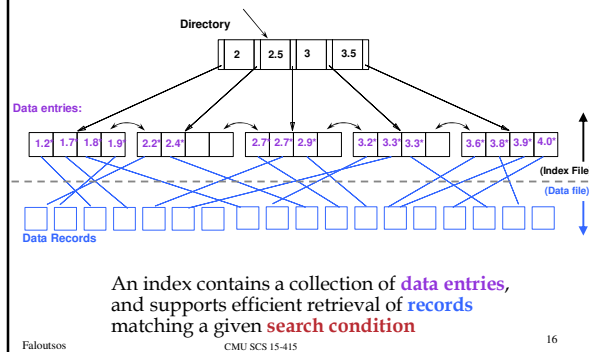 Directory
2 2.5 3 3.5
Data entries:
1.2* 1.7* 1.8* 1.9* 2.2* 2.4* 2.7* 2.7* 2.9* 3.2* 3.3* 3.3* 3.6* 3.8* 3.9* 4.0*
(Index File
(Data file)
Data Records
An index contains a collection of data entries,
and supports efficient retrieval of records
matching a given search condition
Faloutsos CMU SCS 15-415 16